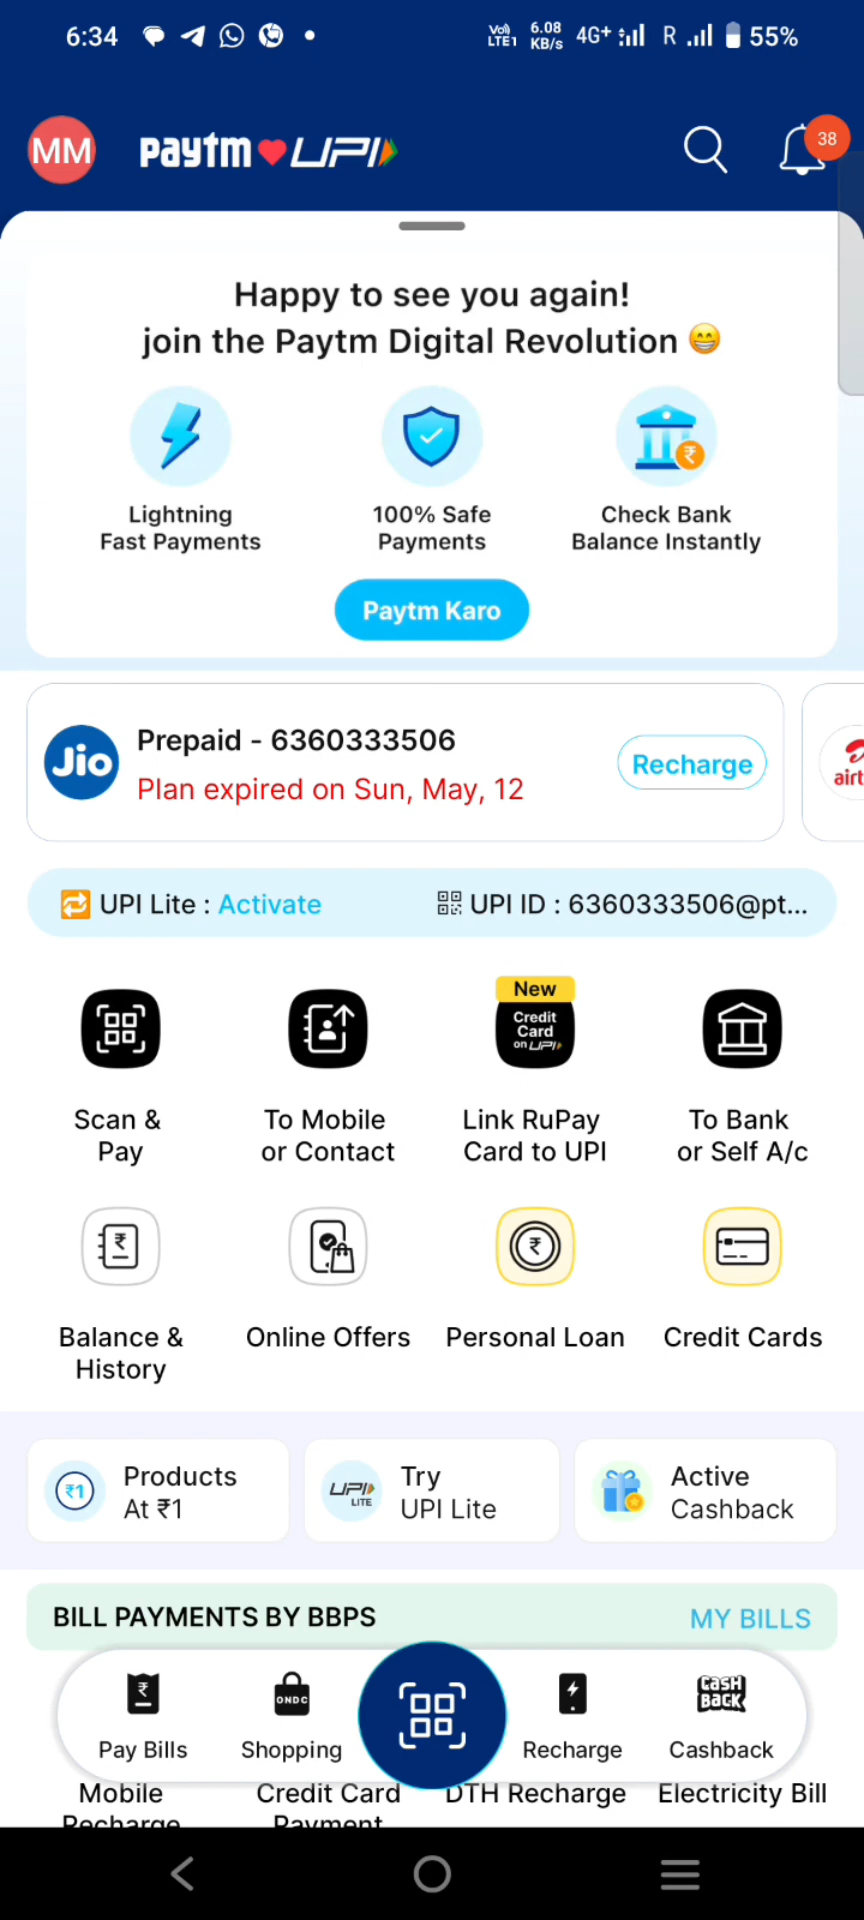 6:34 Vo) LTE1 6.08 KB/s 4G+ R 55%
MM paytm UPI 38
Happy to see you again!
join the Paytm Digital Revolution 😁
Lightning Fast Payments
100% Safe Payments
Check Bank Balance Instantly
Paytm Karo
Jio
Prepaid - 6360333506
Plan expired on Sun, May, 12
Recharge
airt
UPI Lite : Activate
UPI ID : 6360333506@pt...
New
Credit
Card
on UPI
Scan &
Pay
To Mobile
or Contact
Link RuPay
Card to UPI
To Bank
or Self A/c
Balance &
History
Online Offers
Personal Loan
Credit Cards
₹1
Products
At ₹1
UPI
LITE
Try
UPI Lite
Active
Cashback
BILL PAYMENTS BY BBPS
MY BILLS
Pay Bills
ONDC
Shopping
Recharge
CASH
BACK
Cashback
Mobile
Recharge
Credit Card
Payment
DTH Recharge
Electricity Bill